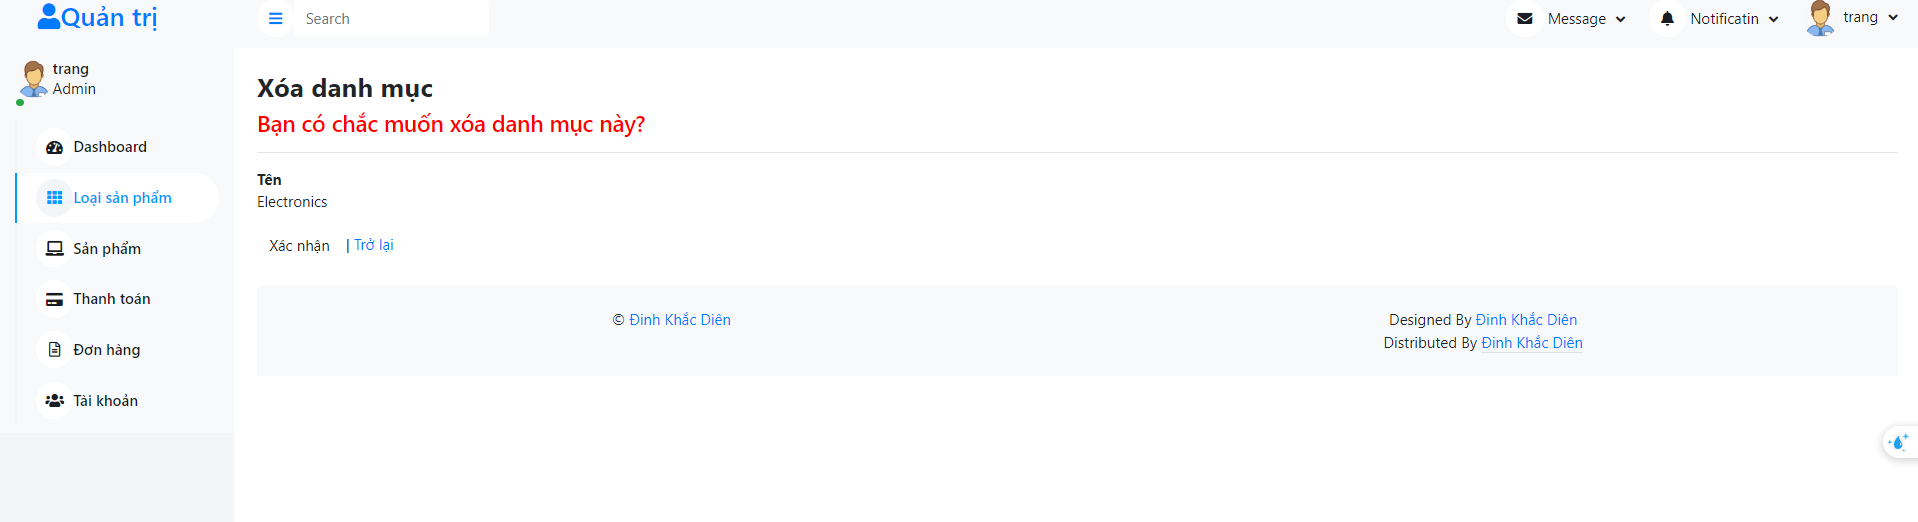 Quản trị
Search
Message
Notificatin
trang
trang
Admin
Dashboard
Loại sản phẩm
Sản phẩm
Thanh toán
Đơn hàng
Tài khoản
Xóa danh mục
Bạn có chắc muốn xóa danh mục này?
Tên
Electronics
Xác nhận | Trở lại
© Đinh Khắc Diên
Designed By Đinh Khắc Diên
Distributed By Đinh Khắc Diên